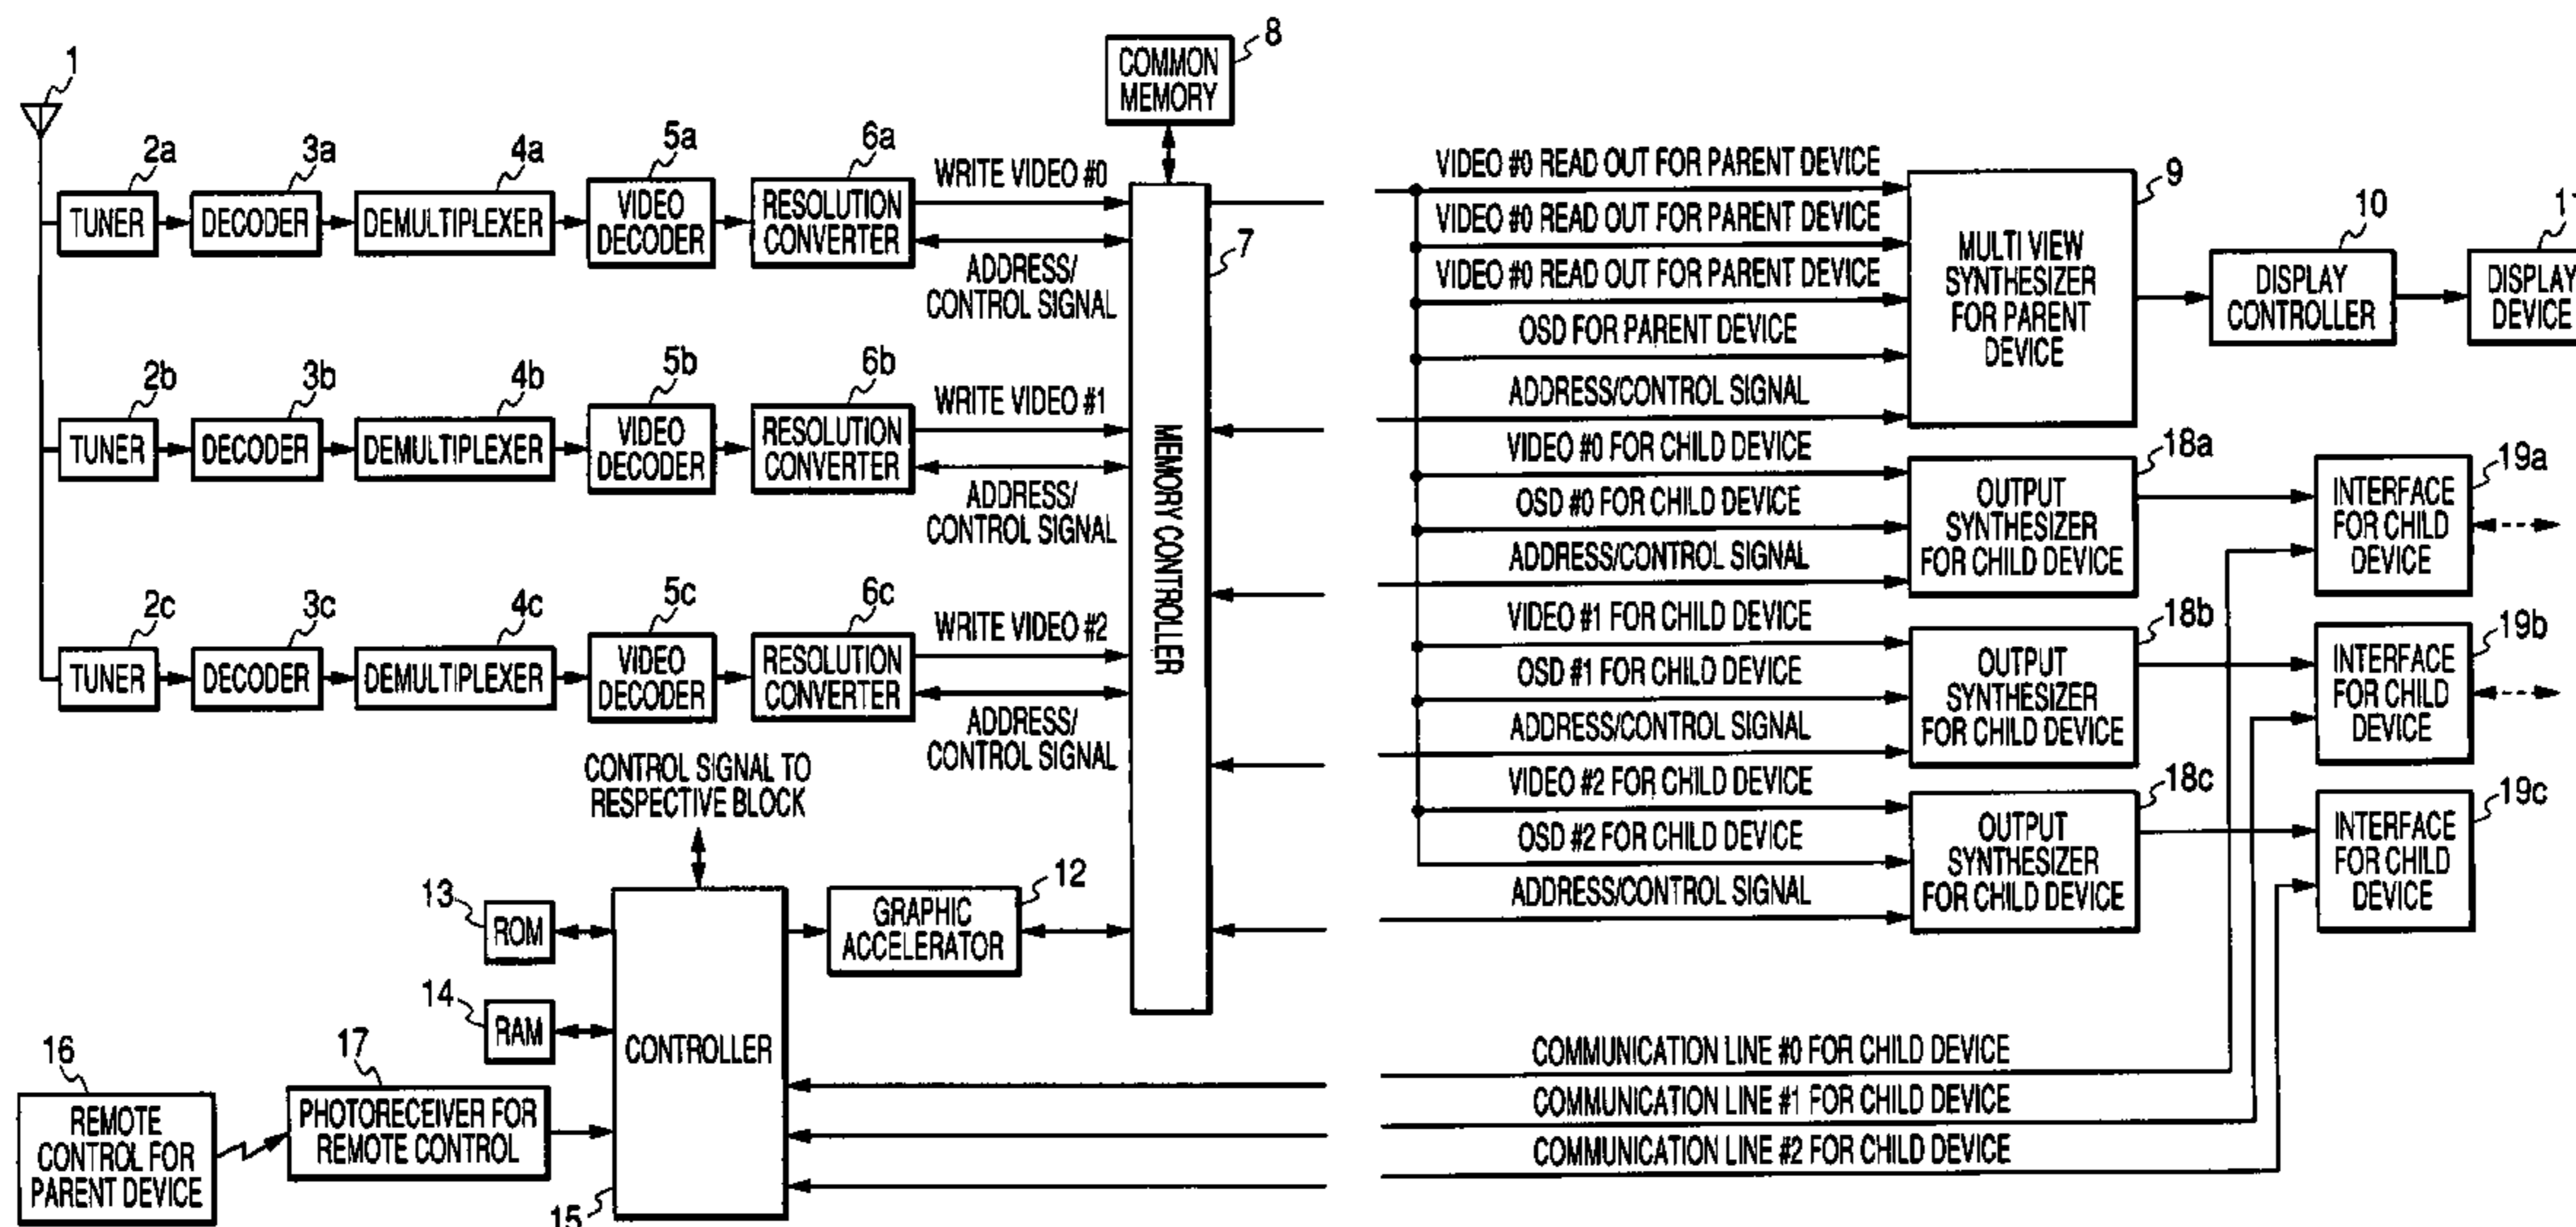 1
8
COMMON
MEMORY
2a
3a
4a
5a
6a
TUNER
DECODER
DEMULTIPLEXER
VIDEO
DECODER
RESOLUTION
CONVERTER
WRITE VIDEO #0
ADDRESS/
CONTROL SIGNAL
7
MEMORY CONTROLLER
2b
3b
4b
5b
6b
TUNER
DECODER
DEMULTIPLEXER
VIDEO
DECODER
RESOLUTION
CONVERTER
WRITE VIDEO #1
ADDRESS/
CONTROL SIGNAL
2c
3c
4c
5c
6c
TUNER
DECODER
DEMULTIPLEXER
VIDEO
DECODER
RESOLUTION
CONVERTER
WRITE VIDEO #2
ADDRESS/
CONTROL SIGNAL
CONTROL SIGNAL TO
RESPECTIVE BLOCK
13
ROM
14
RAM
12
GRAPHIC
ACCELERATOR
CONTROLLER
15
16
REMOTE
CONTROL FOR
PARENT DEVICE
17
PHOTORECEIVER FOR
REMOTE CONTROL
VIDEO #0 READ OUT FOR PARENT DEVICE
VIDEO #0 READ OUT FOR PARENT DEVICE
VIDEO #0 READ OUT FOR PARENT DEVICE
OSD FOR PARENT DEVICE
ADDRESS/CONTROL SIGNAL
9
MULTI VIEW
SYNTHESIZER
FOR PARENT
DEVICE
10
DISPLAY
CONTROLLER
11
DISPLAY
DEVICE
VIDEO #0 FOR CHILD DEVICE
OSD #0 FOR CHILD DEVICE
ADDRESS/CONTROL SIGNAL
18a
OUTPUT
SYNTHESIZER
FOR CHILD DEVICE
19a
INTERFACE
FOR CHILD
DEVICE
VIDEO #1 FOR CHILD DEVICE
OSD #1 FOR CHILD DEVICE
ADDRESS/CONTROL SIGNAL
18b
OUTPUT
SYNTHESIZER
FOR CHILD DEVICE
19b
INTERFACE
FOR CHILD
DEVICE
VIDEO #2 FOR CHILD DEVICE
OSD #2 FOR CHILD DEVICE
ADDRESS/CONTROL SIGNAL
18c
OUTPUT
SYNTHESIZER
FOR CHILD DEVICE
19c
INTERFACE
FOR CHILD
DEVICE
COMMUNICATION LINE #0 FOR CHILD DEVICE
COMMUNICATION LINE #1 FOR CHILD DEVICE
COMMUNICATION LINE #2 FOR CHILD DEVICE